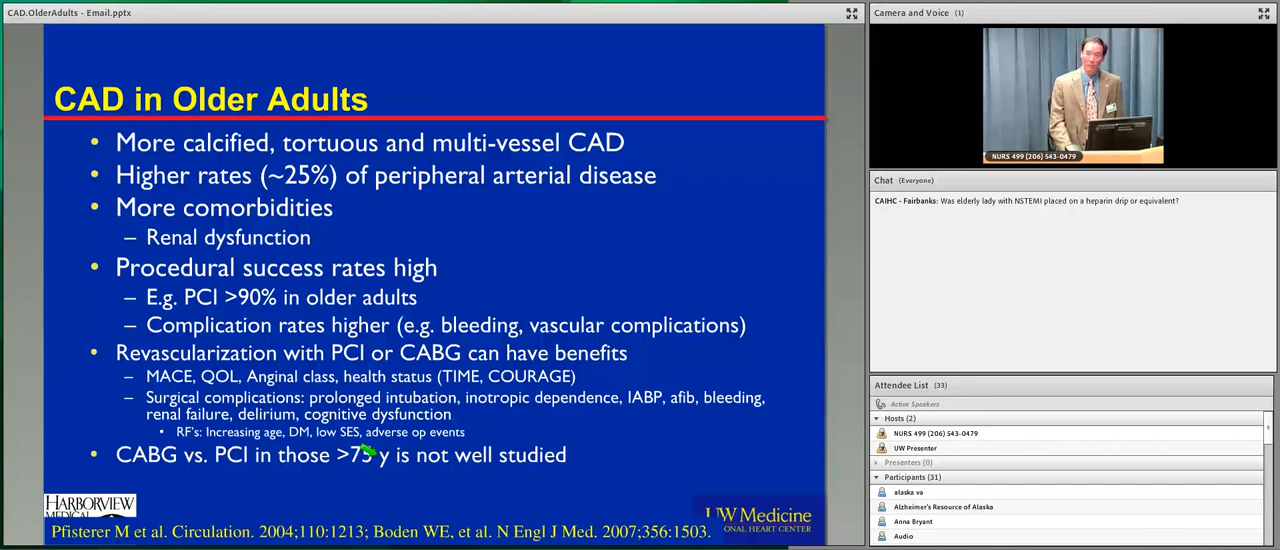 CAD.OlderAdults - Email.pptx
CAD in Older Adults
• More calcified, tortuous and multi-vessel CAD
• Higher rates (~25%) of peripheral arterial disease
• More comorbidities
– Renal dysfunction
• Procedural success rates high
– E.g. PCI >90% in older adults
– Complication rates higher (e.g. bleeding, vascular complications)
• Revascularization with PCI or CABG can have benefits
– MACE, QOL, Anginal class, health status (TIME, COURAGE)
– Surgical complications: prolonged intubation, inotropic dependence, IABP, afib, bleeding,
renal failure, delirium, cognitive dysfunction
• RF's: Increasing age, DM, low SES, adverse op events
• CABG vs. PCI in those >75 y is not well studied
HARBORVIEW
MEDICAL
UW Medicine
ONAL HEART CENTER
Pfisterer M et al. Circulation. 2004;110:1213; Boden WE, et al. N Engl J Med. 2007;356:1503.
Camera and Voice (1)
NURS 499 (206) 543-0479
Chat (Everyone)
CAIHC - Fairbanks: Was elderly lady with NSTEMI placed on a heparin drip or equivalent?
Attendee List (33)
Active Speakers
Hosts (2)
NURS 499 (206) 543-0479
UW Presenter
Presenters (0)
Participants (31)
alaska va
Alzheimer's Resource of Alaska
Anna Bryant
Audio